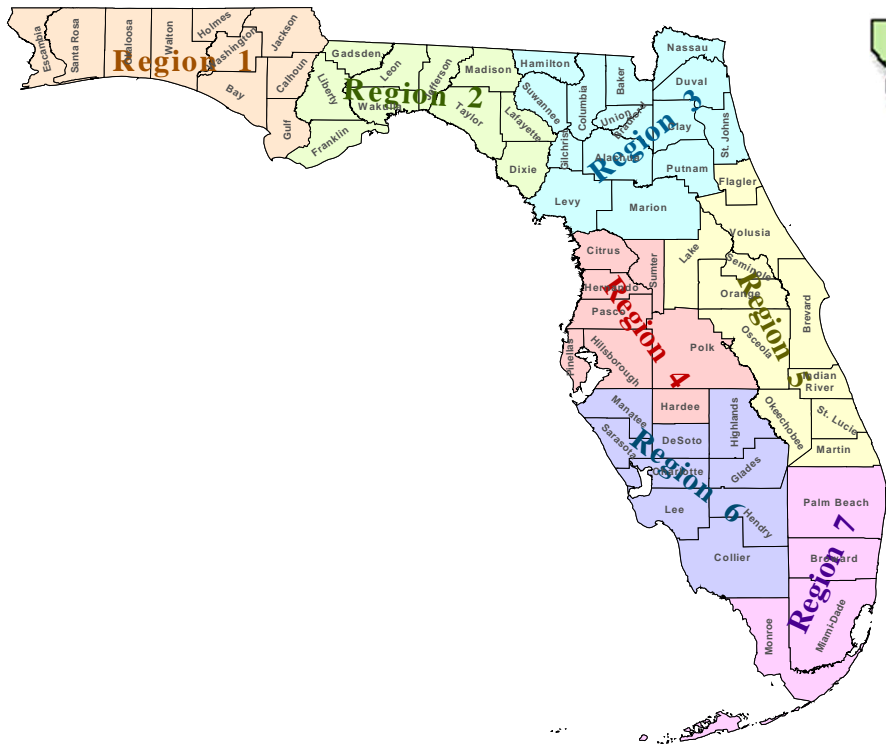 Escambia
Santa Rosa
Okaloosa
Walton
Holmes
Washington
Jackson
Bay
Calhoun
Gulf
Region 1
Gadsden
Liberty
Leon
Wakulla
Jefferson
Madison
Franklin
Taylor
Lafayette
Dixie
Region 2
Hamilton
Suwannee
Columbia
Baker
Nassau
Duval
Union
Bradford
Clay
St. Johns
Gilchrist
Alachua
Putnam
Levy
Marion
Region 3
Citrus
Hernando
Sumter
Pasco
Pinellas
Hillsborough
Polk
Hardee
Region 4
Flagler
Volusia
Lake
Seminole
Orange
Brevard
Osceola
Indian
River
Okeechobee
St. Lucie
Martin
Region 5
Manatee
Highlands
Sarasota
DeSoto
Charlotte
Glades
Lee
Hendry
Collier
Region 6
Palm Beach
Broward
Miami-Dade
Monroe
Region 7